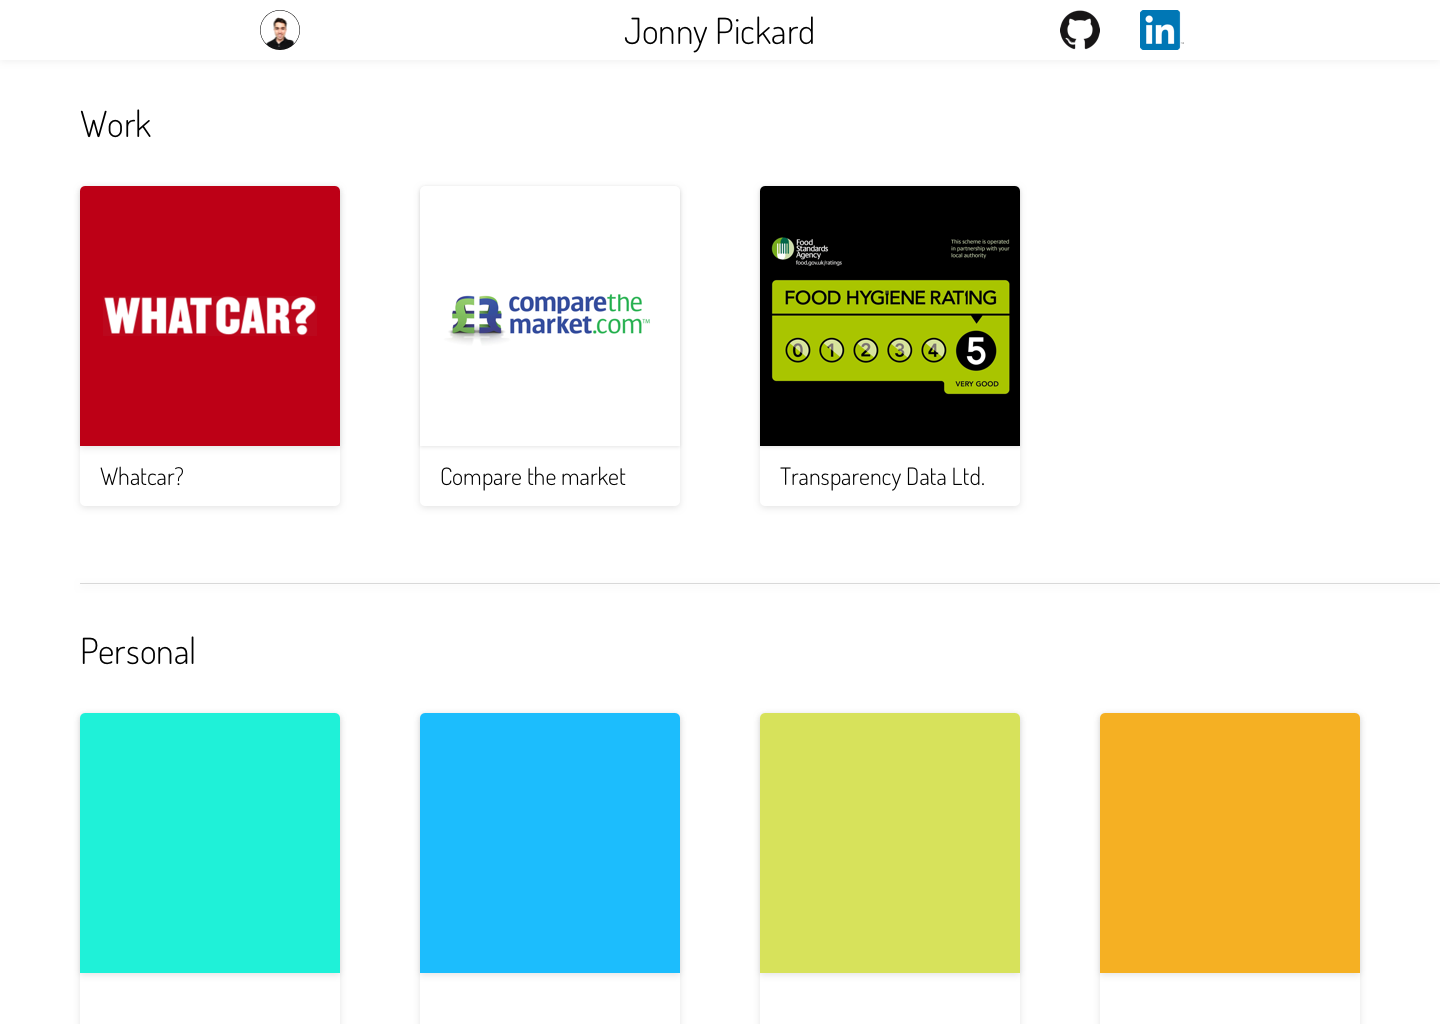 Jonny Pickard
in
Work
WHAT CAR?
comparethe
market.com™
Food
Standards
Agency
food.gov.uk/ratings
This scheme is operated
in partnership with your
local authority
FOOD HYGIENE RATING
0 1 2 3 4 5
VERY GOOD
Whatcar?
Compare the market
Transparency Data Ltd.
Personal